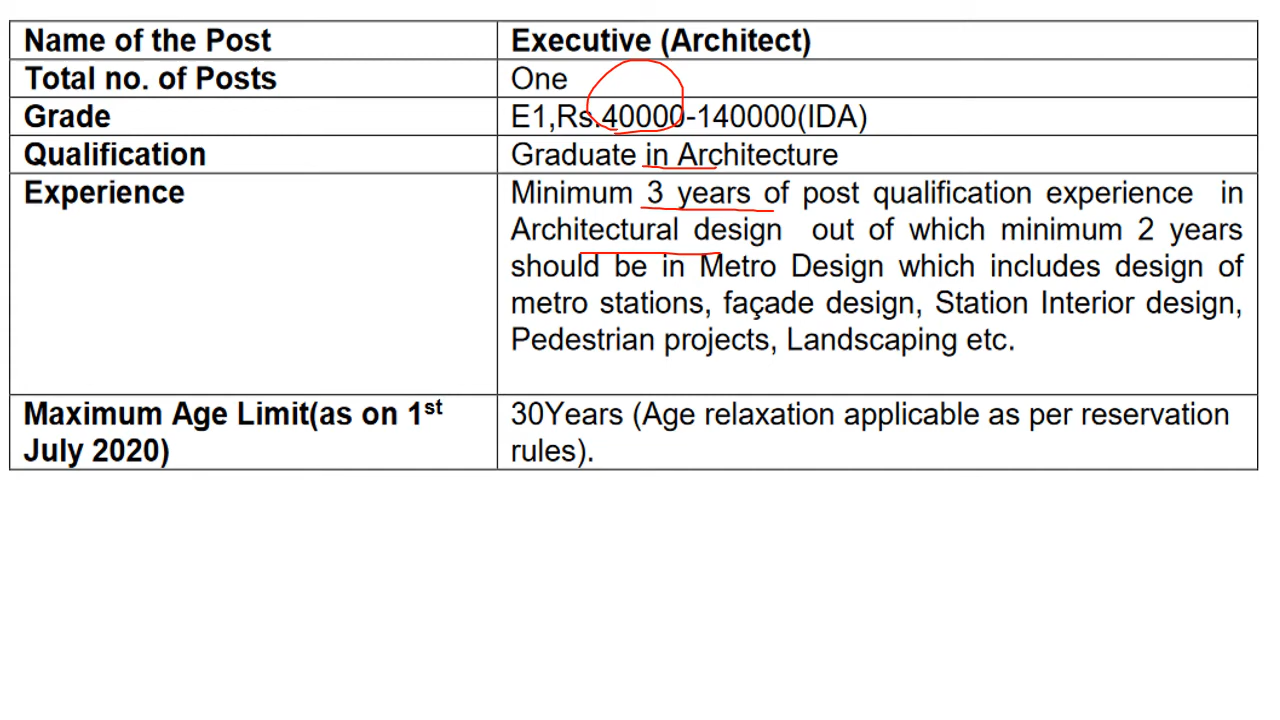 Name of the Post
Executive (Architect)
Total no. of Posts
One
Grade
E1,Rs.40000-140000(IDA)
Qualification
Graduate in Architecture
Experience
Minimum 3 years of post qualification experience in
Architectural design out of which minimum 2 years
should be in Metro Design which includes design of
metro stations, façade design, Station Interior design,
Pedestrian projects, Landscaping etc.
Maximum Age Limit(as on 1st
July 2020)
30Years (Age relaxation applicable as per reservation
rules).